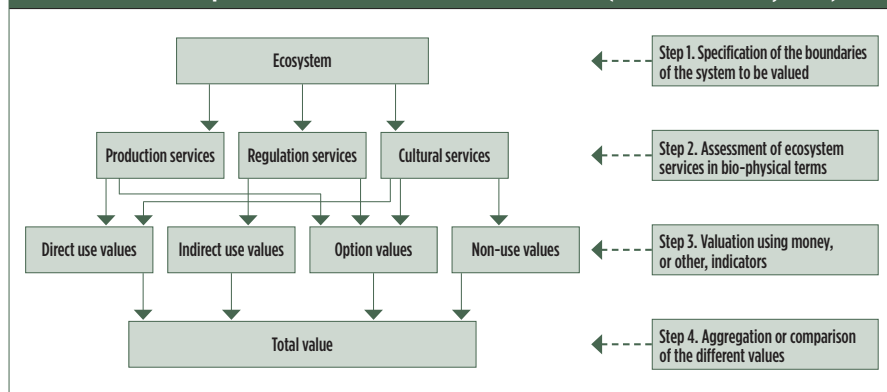 Ecosystem
Step 1. Specification of the boundaries
of the system to be valued
Production services
Regulation services
Cultural services
Step 2. Assessment of ecosystem
services in bio-physical terms
Direct use values
Indirect use values
Option values
Non-use values
Step 3. Valuation using money,
or other, indicators
Total value
Step 4. Aggregation or comparison
of the different values